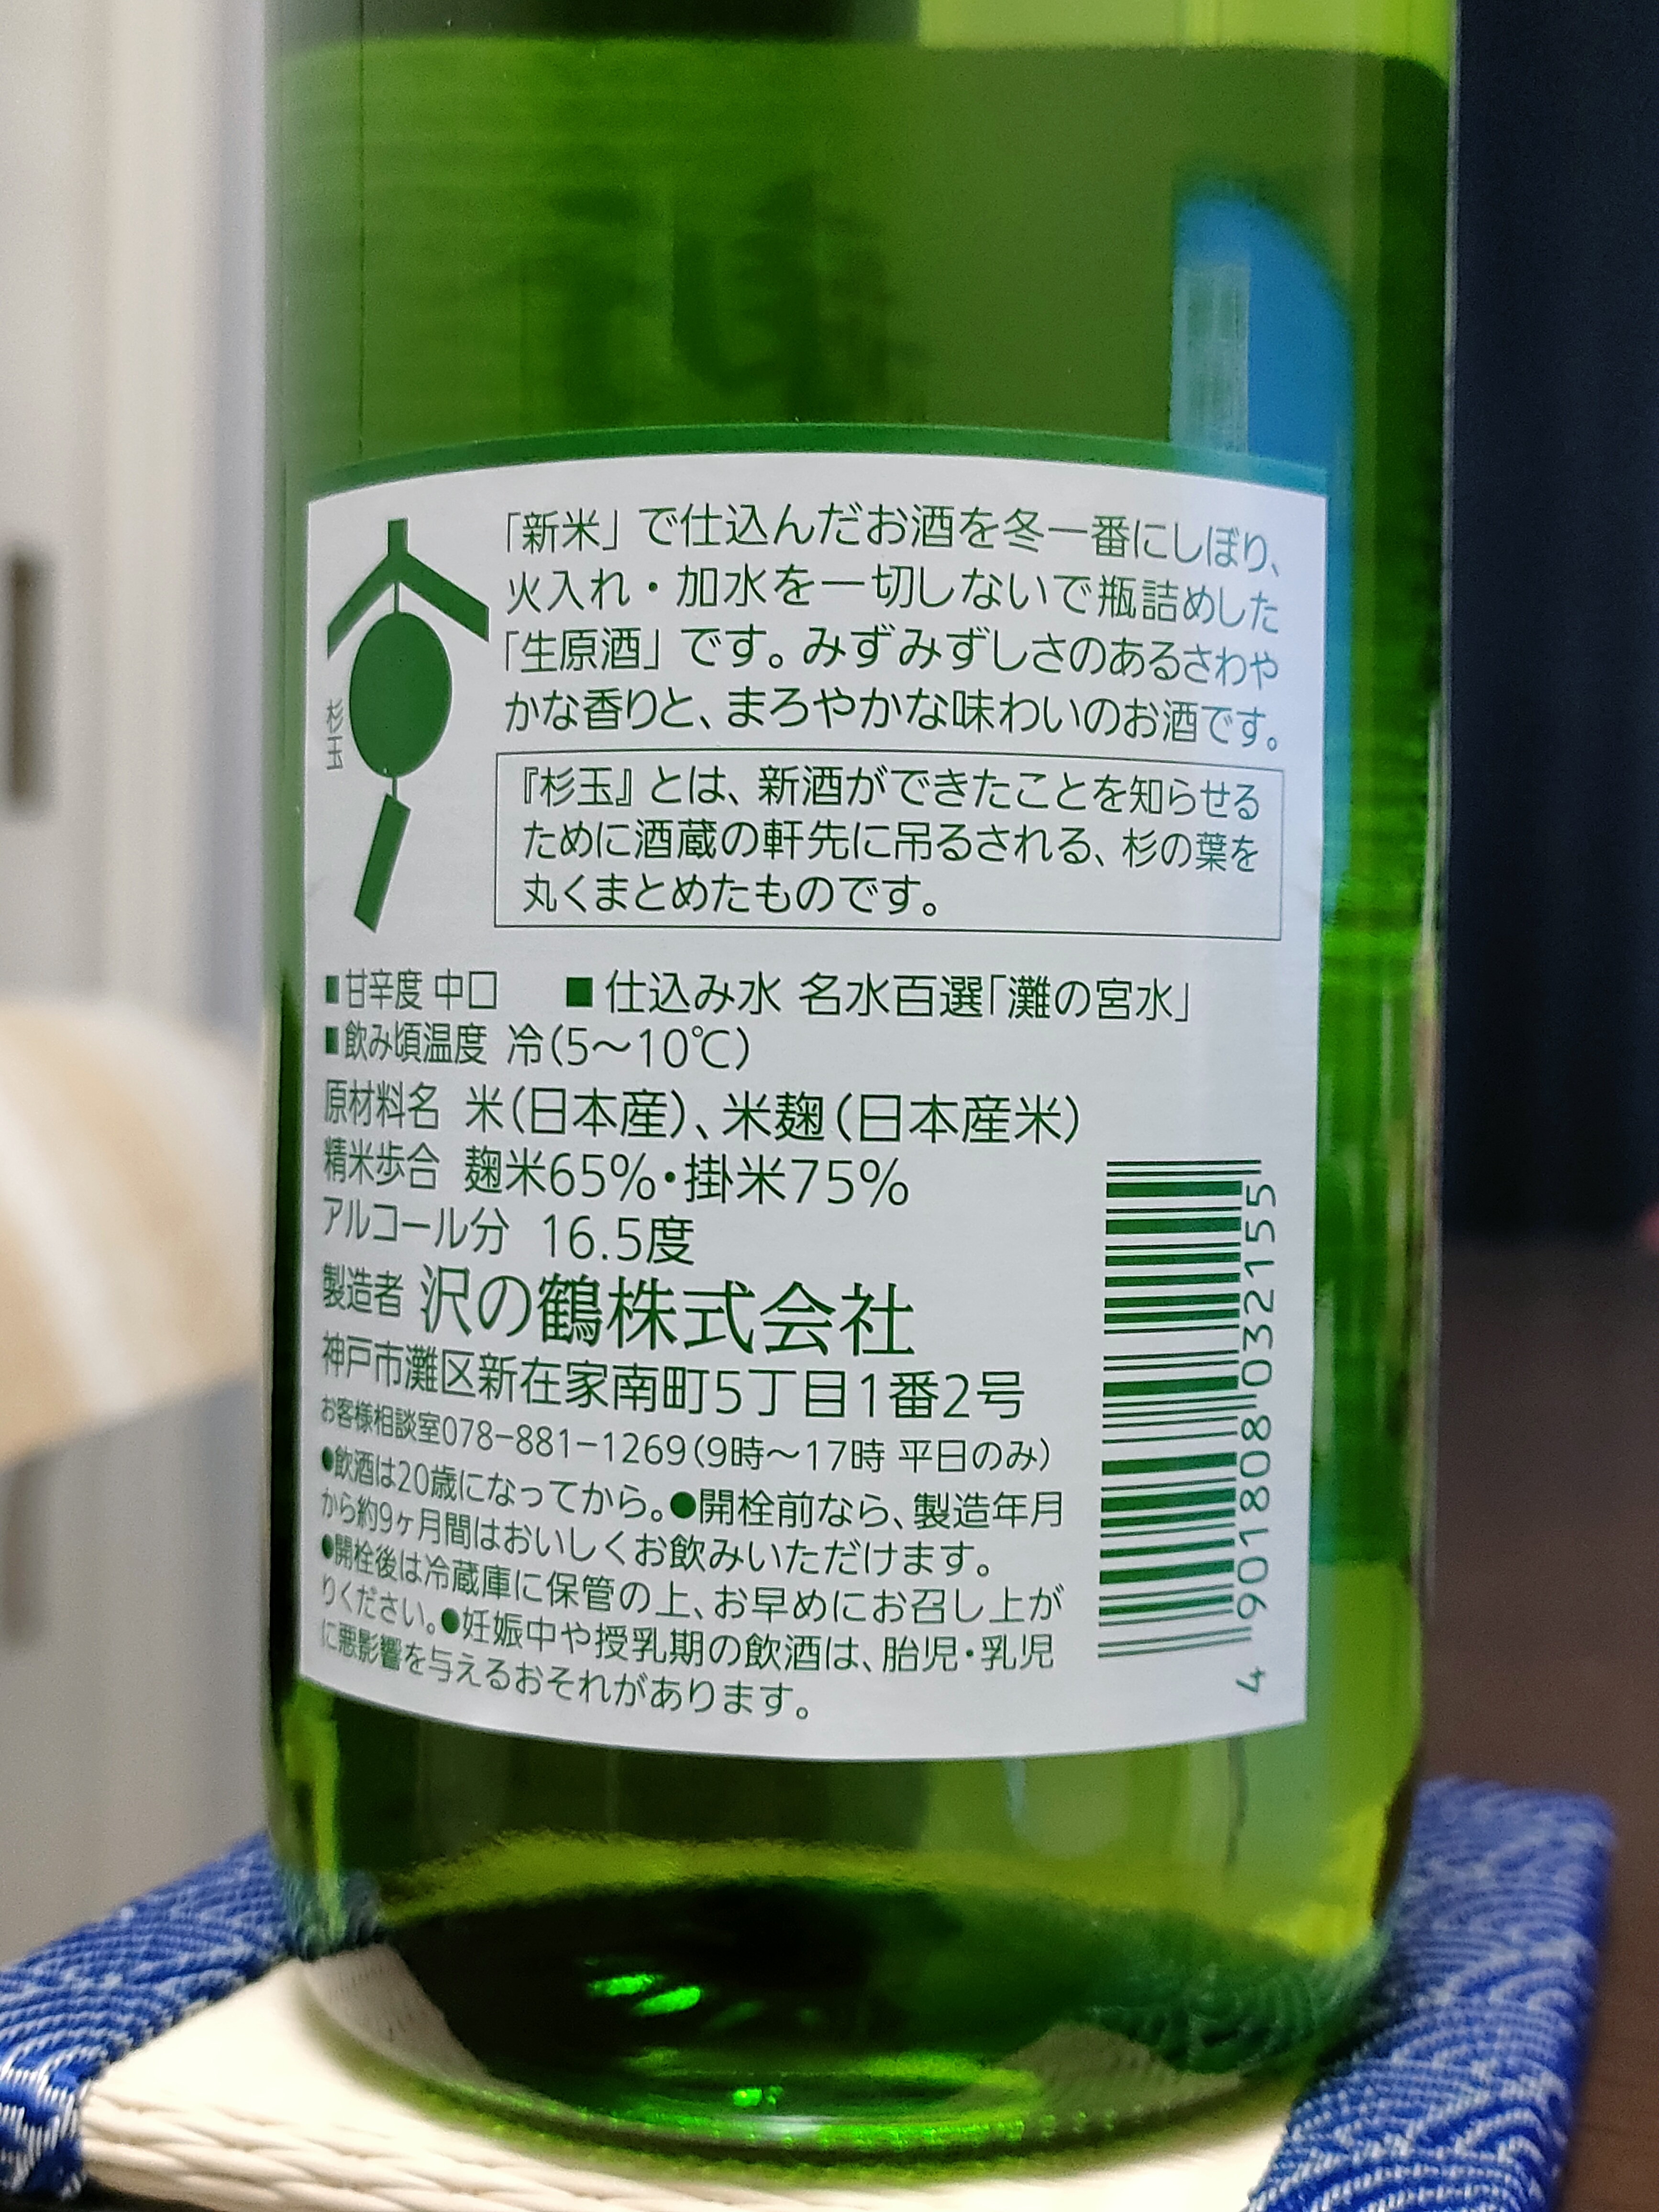 「新米」で仕込んだお酒を冬一番にしぼり、
火入れ・加水を一切しないで瓶詰めした
「生原酒」です。みずみずしさのあるさわや
かな香りと、まろやかな味わいのお酒です。
杉玉
『杉玉』とは、新酒ができたことを知らせる
ために酒蔵の軒先に吊るされる、杉の葉を
丸くまとめたものです。
■甘辛度 中口 ■仕込み水 名水百選「灘の宮水」
■飲み頃温度 冷(5〜10℃)
原材料名 米(日本産)、米麹(日本産米)
精米歩合 麹米65%・掛米75%
アルコール分 16.5度
製造者 沢の鶴株式会社
神戸市灘区新在家南町5丁目1番2号
お客様相談室078-881-1269(9時〜17時 平日のみ)
●飲酒は20歳になってから。●開栓前なら、製造年月
から約9ヶ月間はおいしくお飲みいただけます。
●開栓後は冷蔵庫に保管の上、お早めにお召し上が
りください。●妊娠中や授乳期の飲酒は、胎児・乳児
に悪影響を与えるおそれがあります。
4 901808 032155